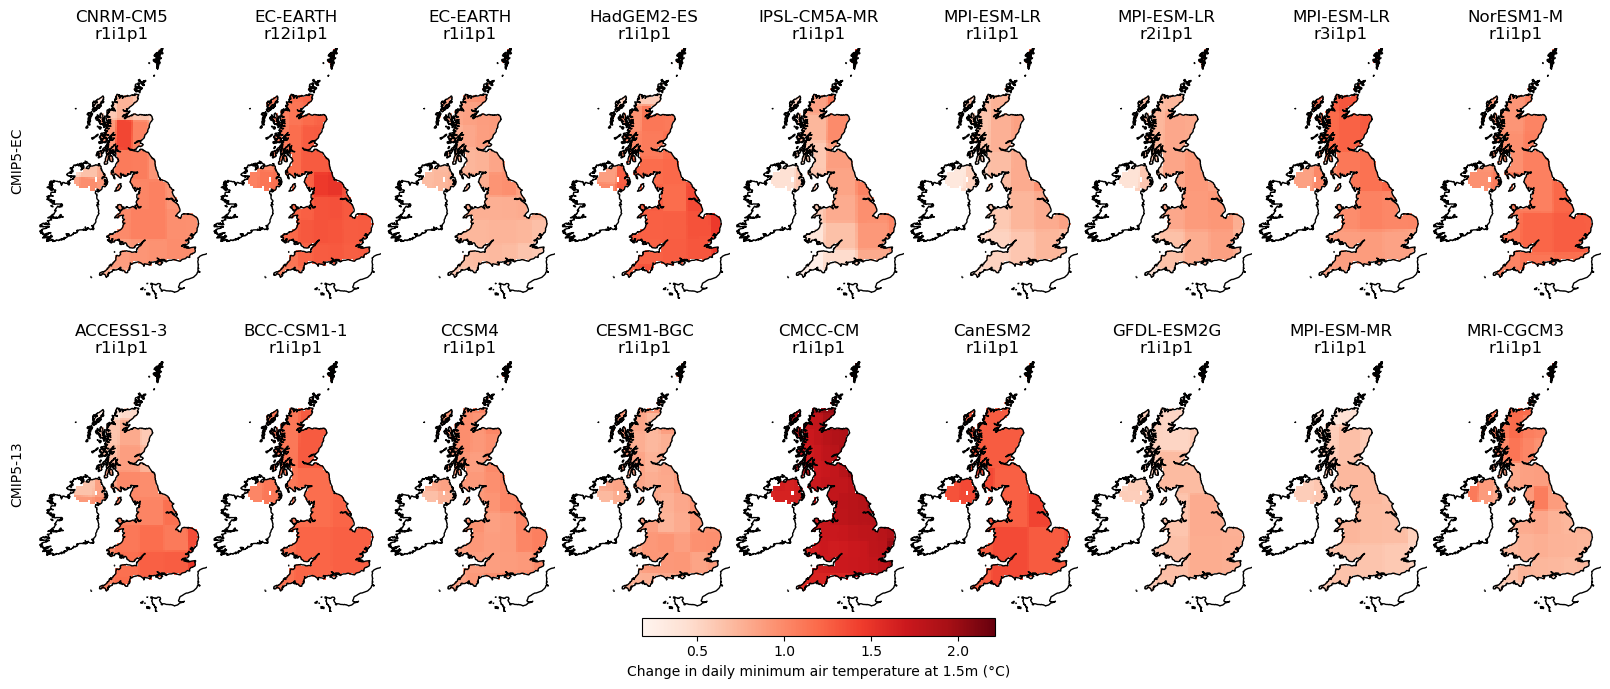 CNRM-CM5
r1i1p1
EC-EARTH
r12i1p1
EC-EARTH
r1i1p1
HadGEM2-ES
r1i1p1
IPSL-CM5A-MR
r1i1p1
MPI-ESM-LR
r1i1p1
MPI-ESM-LR
r2i1p1
MPI-ESM-LR
r3i1p1
NorESM1-M
r1i1p1
CMIP5-EC
ACCESS1-3
r1i1p1
BCC-CSM1-1
r1i1p1
CCSM4
r1i1p1
CESM1-BGC
r1i1p1
CMCC-CM
r1i1p1
CanESM2
r1i1p1
GFDL-ESM2G
r1i1p1
MPI-ESM-MR
r1i1p1
MRI-CGCM3
r1i1p1
CMIP5-13
0.5 1.0 1.5 2.0
Change in daily minimum air temperature at 1.5m (°C)